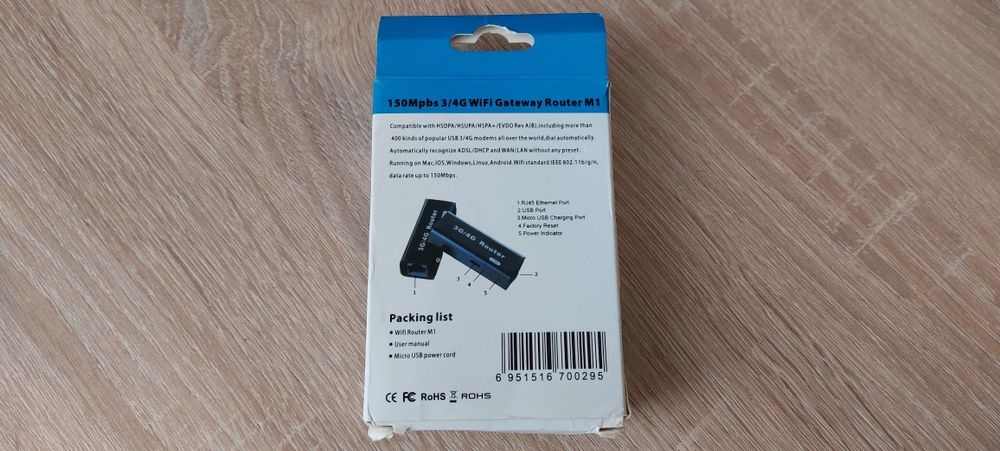 150Mpbs 3/4G WiFi Gateway Router M1
Compatible with HSDPA/HSUPA/HSPA+/EVDO Rev A(B),including more than
400 kinds of popular USB 3/4G modems all over the world,dial automatically.
Automatically recognize ADSL/DHCP and WAN/LAN without any preset.
Running on Mac,IOS,Windows,Linux,Android.Wifi standard IEEE 802.11b/g/n,
data rate up to 150Mbps.
1.RJ45 Ethernet Port
2.USB Port
3.Micro USB Charging Port
4.Factory Reset
5.Power Indicator
3G/4G Router
3G/4G Router
1
3
4
5
2
Packing list
● Wifi Router M1
● User manual
● Micro USB power cord
6 951516 700295
CE FC RoHS ROHS